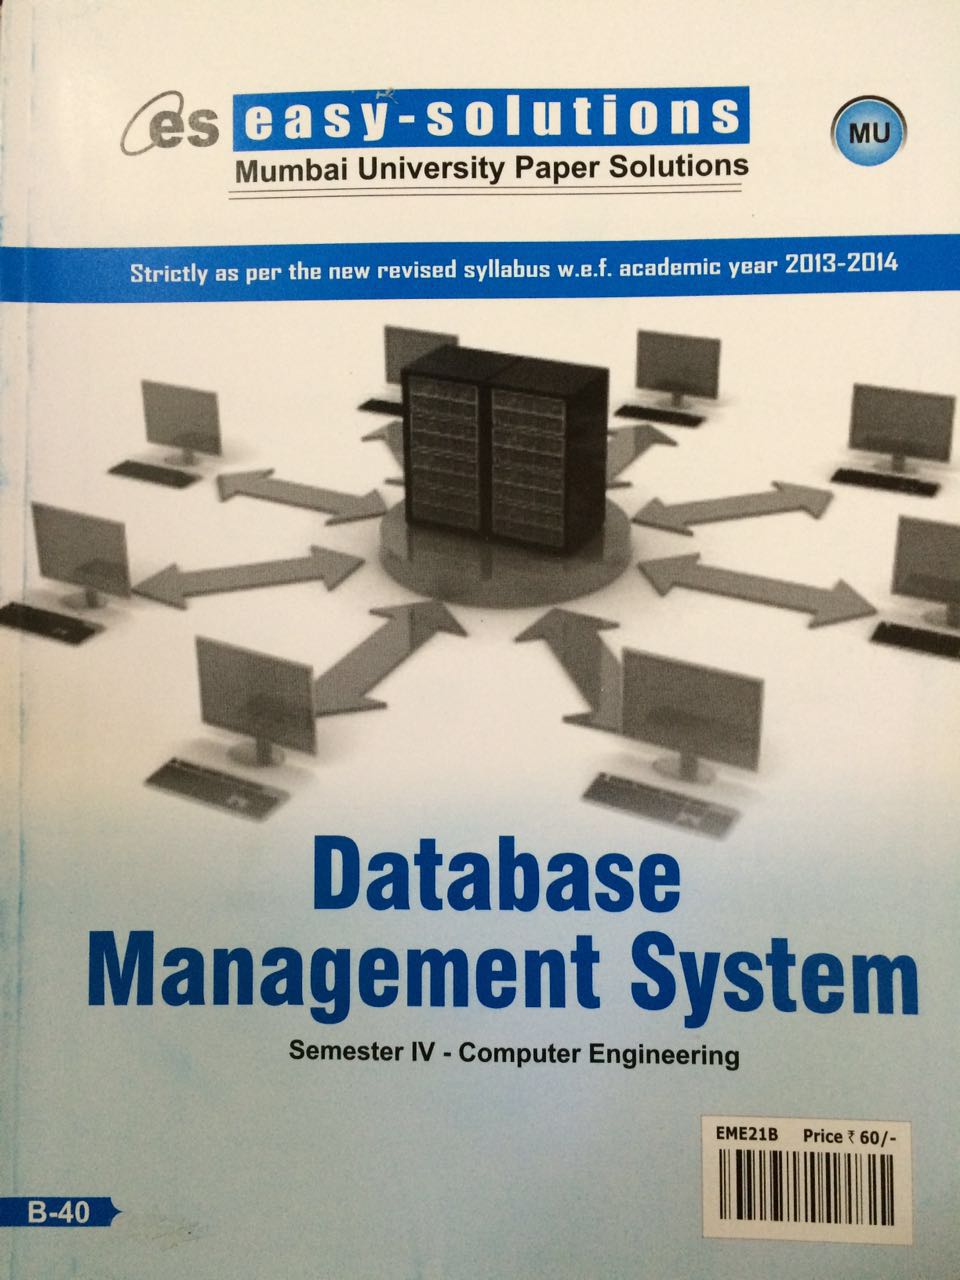 es easy-solutions
Mumbai University Paper Solutions
MU
Strictly as per the new revised syllabus w.e.f. academic year 2013-2014
Database
Management System
Semester IV - Computer Engineering
EME21B Price ₹ 60/-
B-40